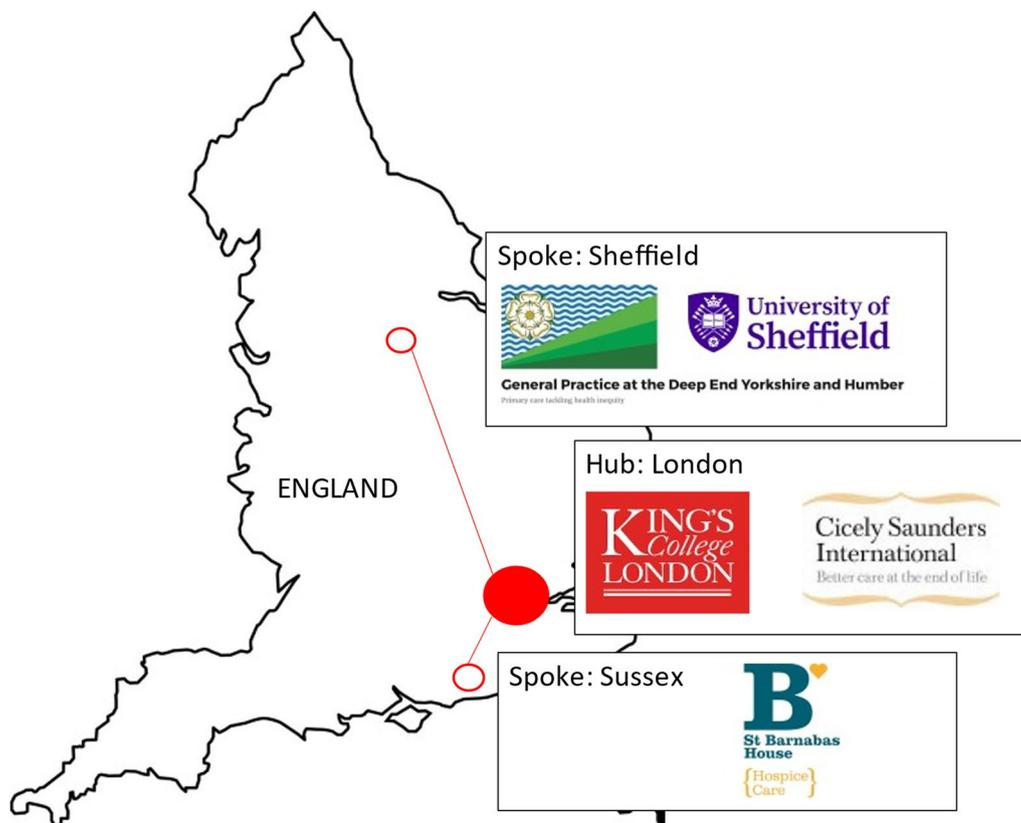 Spoke: Sheffield
University of
Sheffield
General Practice at the Deep End Yorkshire and Humber
Primary care tackling health inequity
Hub: London
ENGLAND
KING'S
College
LONDON
Cicely Saunders
International
Better care at the end of life
Spoke: Sussex
B
St Barnabas
House
{Hospice
Care}